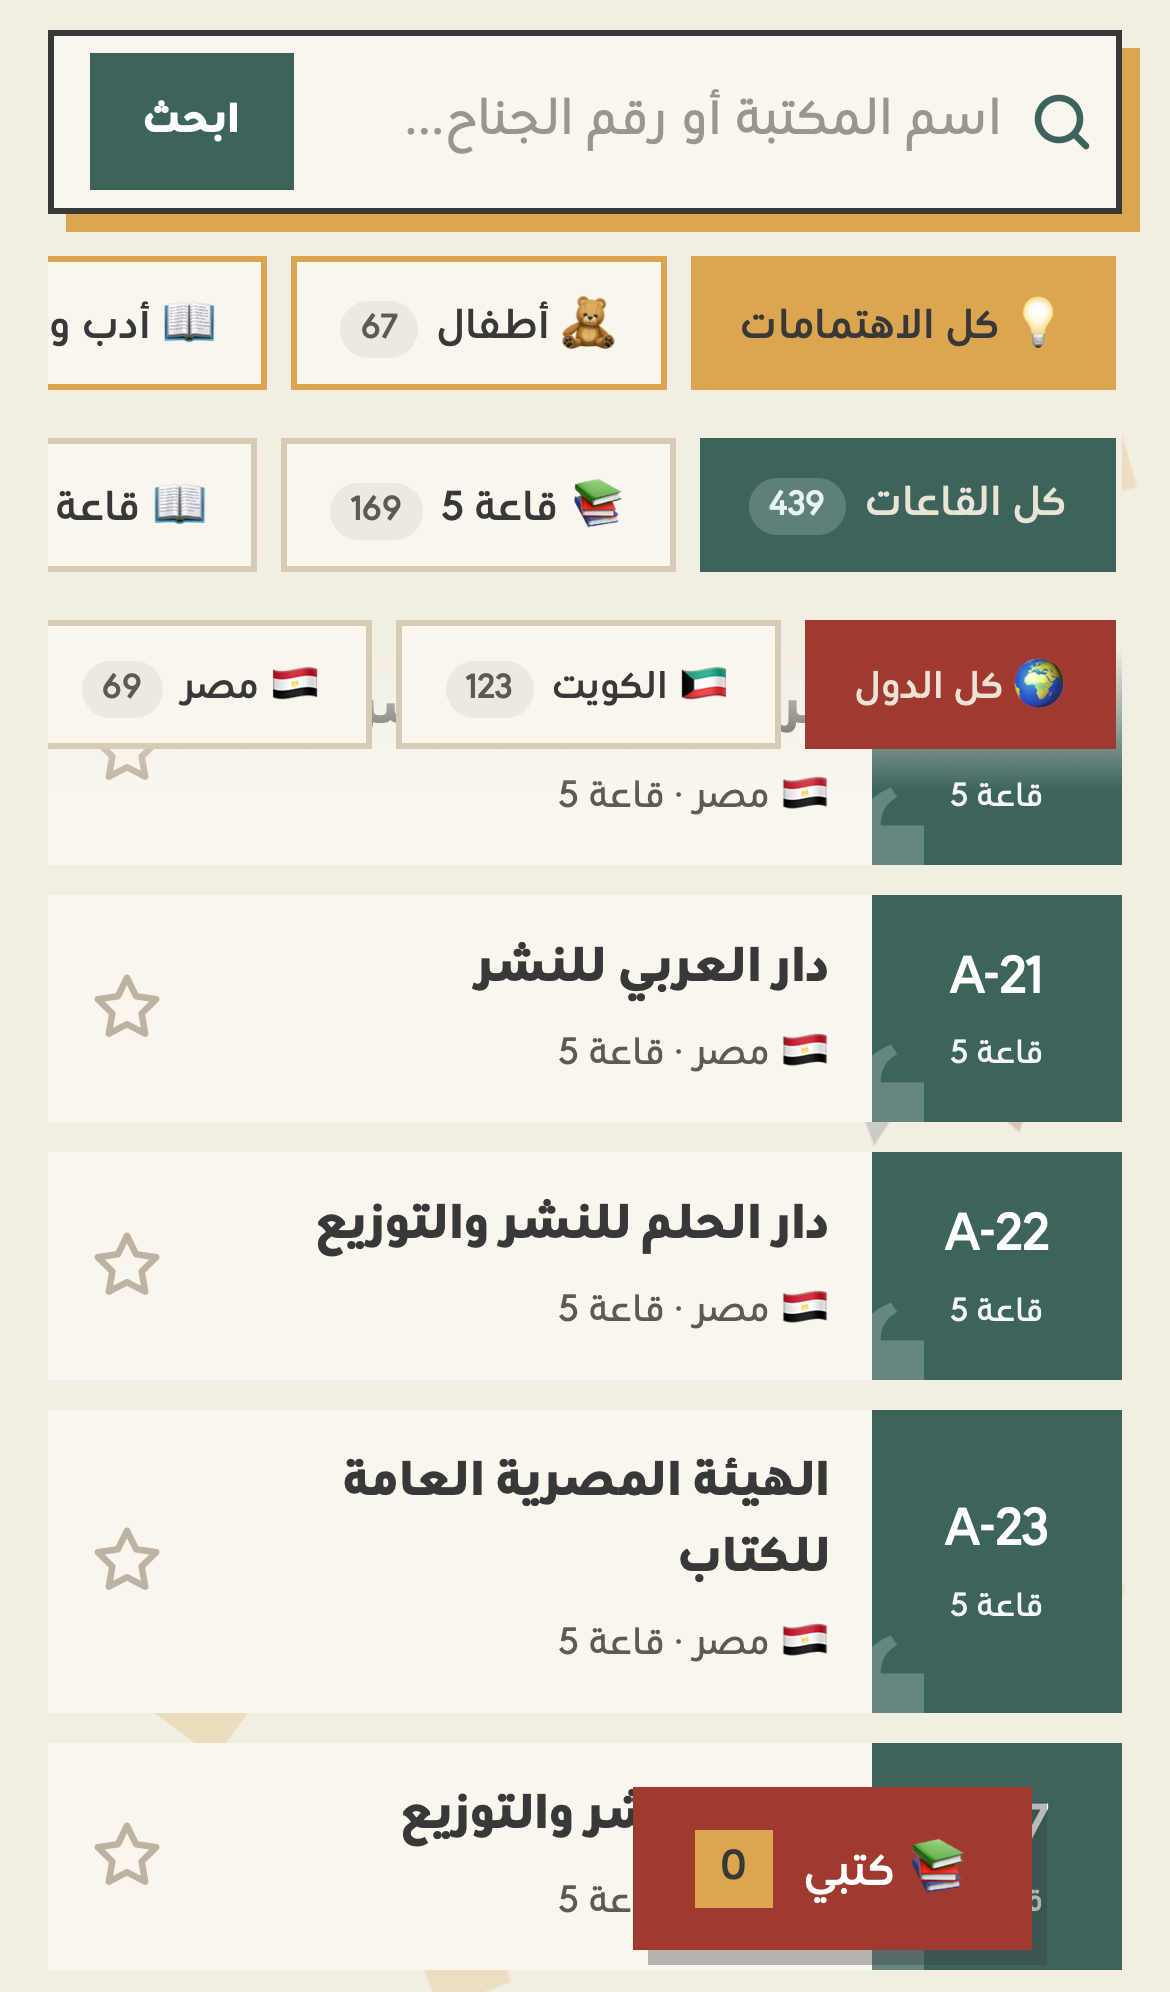 اسم المكتبة أو رقم الجناح...
ابحث
كل الاهتمامات
أطفال 67
أدب و
كل القاعات 439
قاعة 5 169
قاعة
كل الدول
الكويت 123
مصر 69
قاعة 5
مصر · قاعة 5
A-21
قاعة 5
دار العربي للنشر
مصر · قاعة 5
A-22
قاعة 5
دار الحلم للنشر والتوزيع
مصر · قاعة 5
A-23
قاعة 5
الهيئة المصرية العامة
للكتاب
مصر · قاعة 5
7
والتوزيع
5
كتبي 0